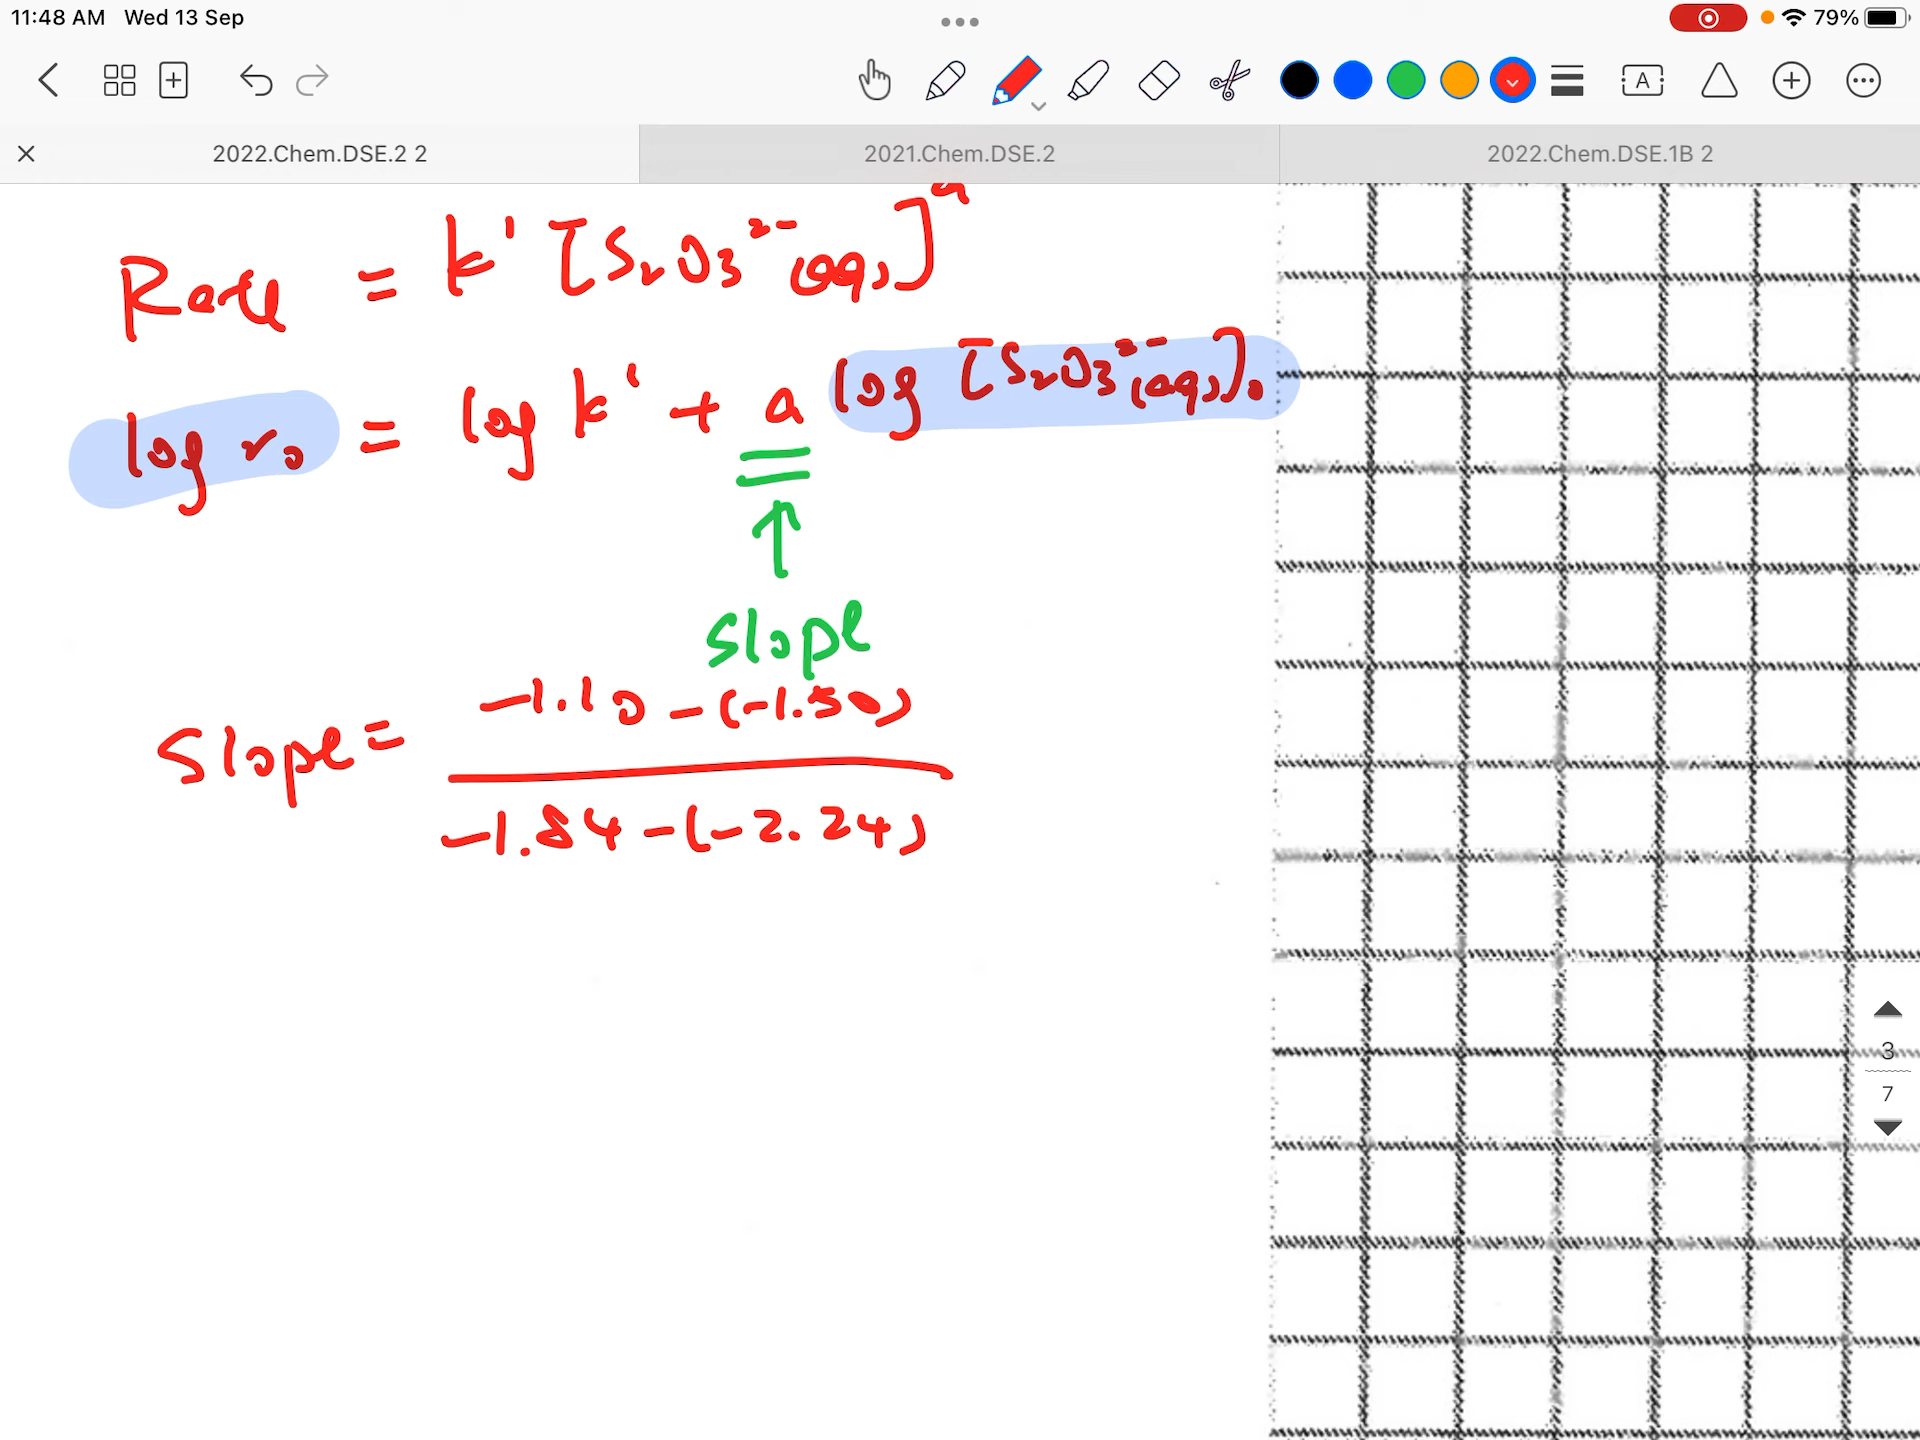 11:48 AM Wed 13 Sep
79%
A
2022.Chem.DSE.2 2
2021.Chem.DSE.2
2022.Chem.DSE.1B 2
Rate = k' [S₂O₃²⁻(aq)]ᵃ
log r₀ = log k' + a log [S₂O₃²⁻(aq)]₀
slope
Slope = -1.10 - (-1.50)
-1.84 - (-2.24)
3
7